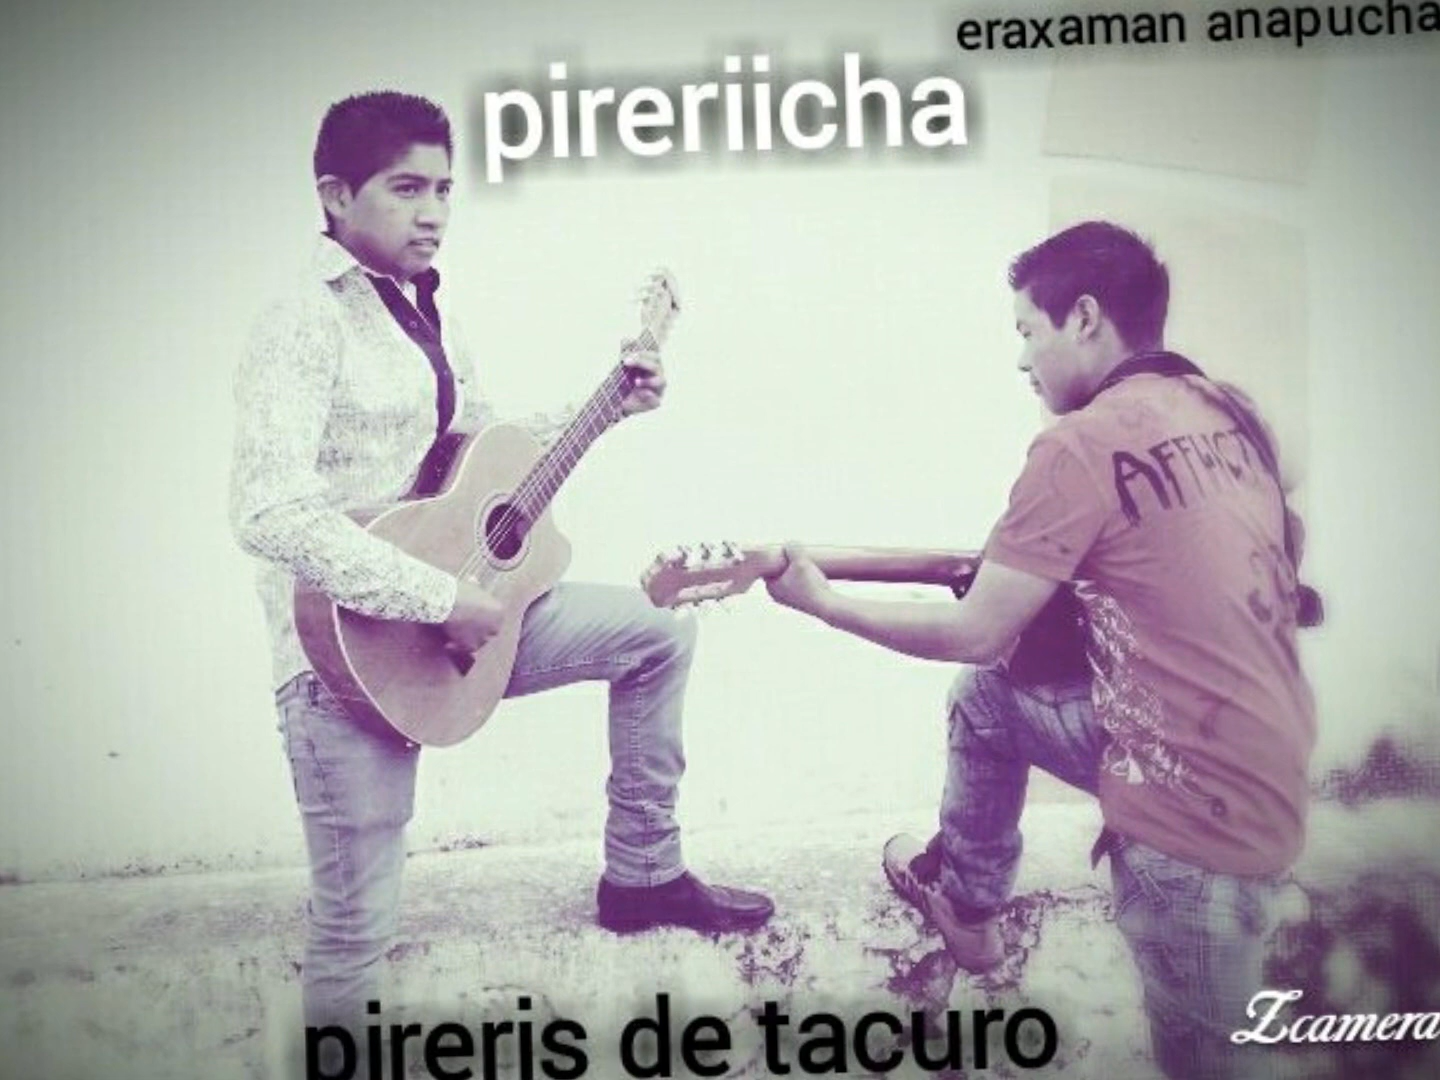 eraxaman anapucha
pireriicha
AFFLICT
pireris de tacuro
Zcamera